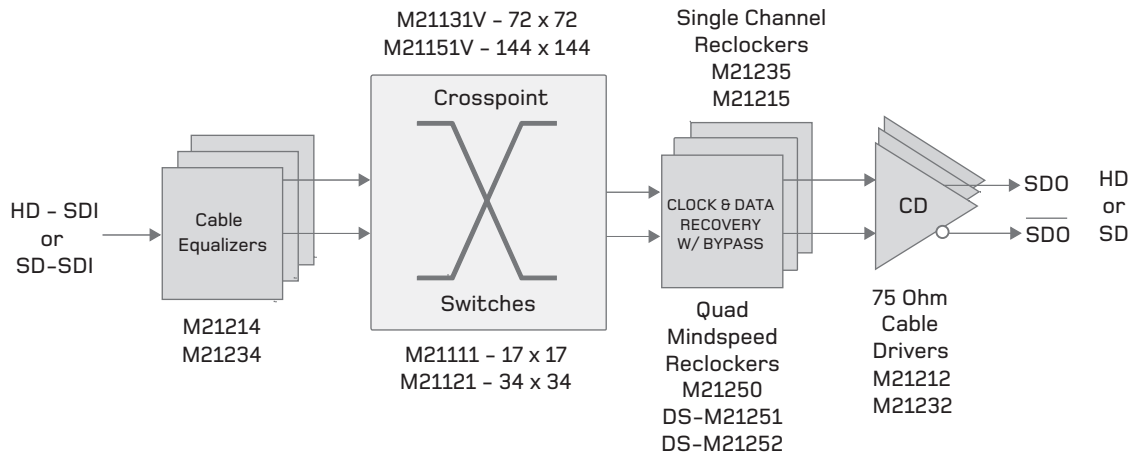 M21131V – 72 x 72
M21151V – 144 x 144
Single Channel
Reclockers
M21235
M21215
HD – SDI
or
SD–SDI
Cable
Equalizers
M21214
M21234
Crosspoint
Switches
M21111 – 17 x 17
M21121 – 34 x 34
CLOCK & DATA
RECOVERY
W/ BYPASS
Quad
Mindspeed
Reclockers
M21250
DS–M21251
DS–M21252
CD
75 Ohm
Cable
Drivers
M21212
M21232
SDO
SDO
HD
or
SD